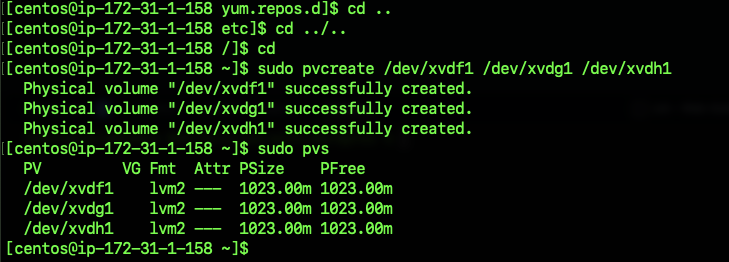 [[centos@ip-172-31-1-158 yum.repos.d]$ cd ..
[[centos@ip-172-31-1-158 etc]$ cd ../..
[[centos@ip-172-31-1-158 /]$ cd
[[centos@ip-172-31-1-158 ~]$ sudo pvcreate /dev/xvdf1 /dev/xvdg1 /dev/xvdh1
  Physical volume "/dev/xvdf1" successfully created.
  Physical volume "/dev/xvdg1" successfully created.
  Physical volume "/dev/xvdh1" successfully created.
[[centos@ip-172-31-1-158 ~]$ sudo pvs
  PV         VG Fmt  Attr PSize    PFree
  /dev/xvdf1    lvm2 ---  1023.00m 1023.00m
  /dev/xvdg1    lvm2 ---  1023.00m 1023.00m
  /dev/xvdh1    lvm2 ---  1023.00m 1023.00m
[centos@ip-172-31-1-158 ~]$